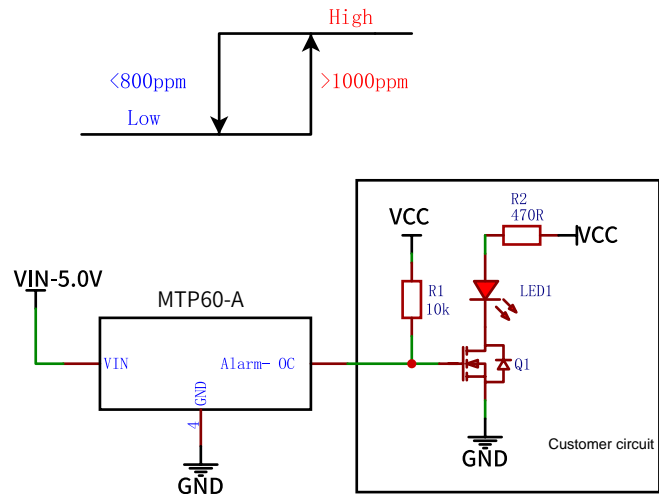 High
<800ppm
>1000ppm
Low
R2
470R
VCC
VCC
VIN-5.0V
MTP60-A
R1
10k
LED1
VIN
Alarm- OC
GND
4
Q1
GND
GND
Customer circuit